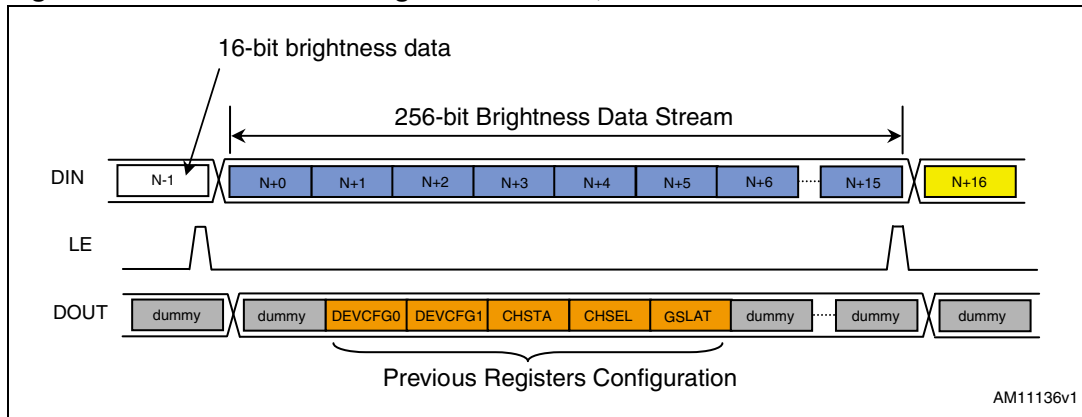 16-bit brightness data
256-bit Brightness Data Stream
DIN N-1 N+0 N+1 N+2 N+3 N+4 N+5 N+6 N+15 N+16
LE
DOUT dummy dummy DEVCFG0 DEVCFG1 CHSTA CHSEL GSLAT dummy dummy dummy
Previous Registers Configuration
AM11136v1